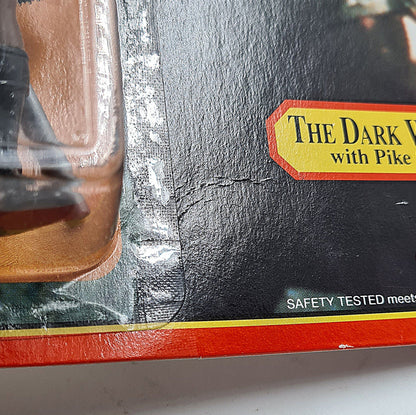 THE DARK
with Pike
SAFETY TESTED meets